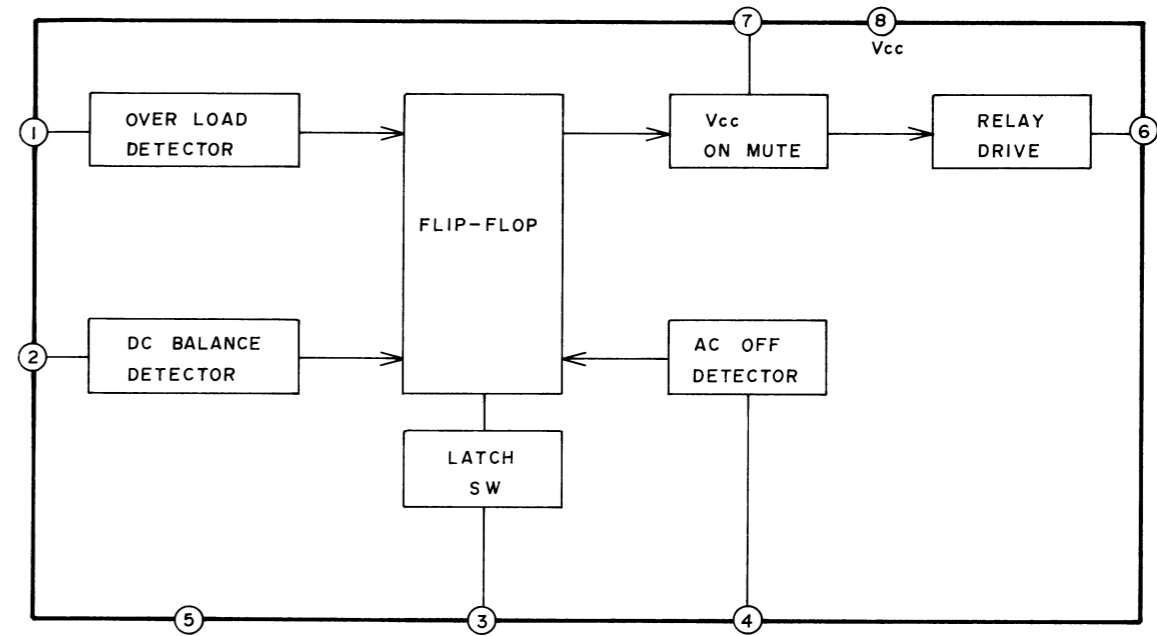 7
8
Vcc
1
OVER LOAD
DETECTOR
Vcc
ON MUTE
RELAY
DRIVE
6
FLIP-FLOP
2
DC BALANCE
DETECTOR
AC OFF
DETECTOR
LATCH
SW
5
3
4